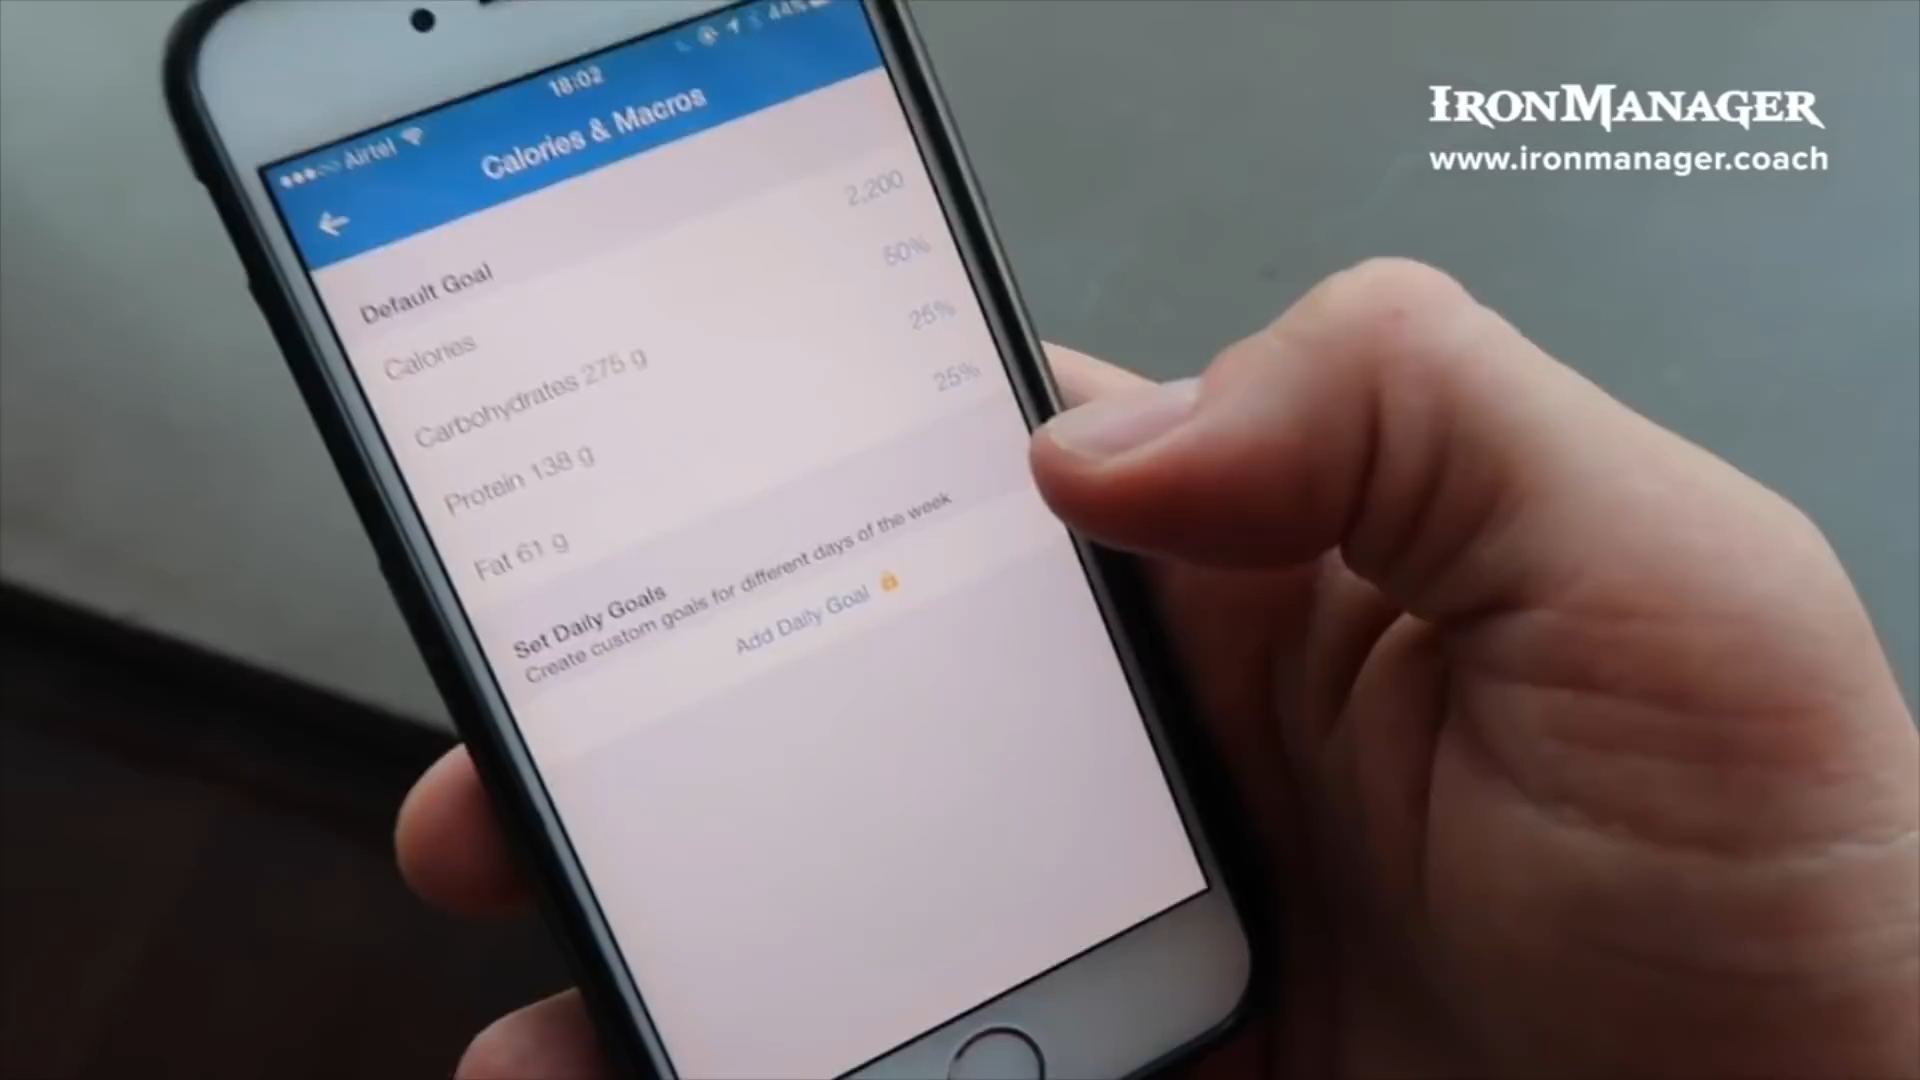 IRONMANAGER
www.ironmanager.coach
Airtel 18:02 44%
Calories & Macros
Default Goal
Calories 2,200
Carbohydrates 275 g 50%
Protein 138 g 25%
Fat 61 g 25%
Set Daily Goals
Create custom goals for different days of the week
Add Daily Goal